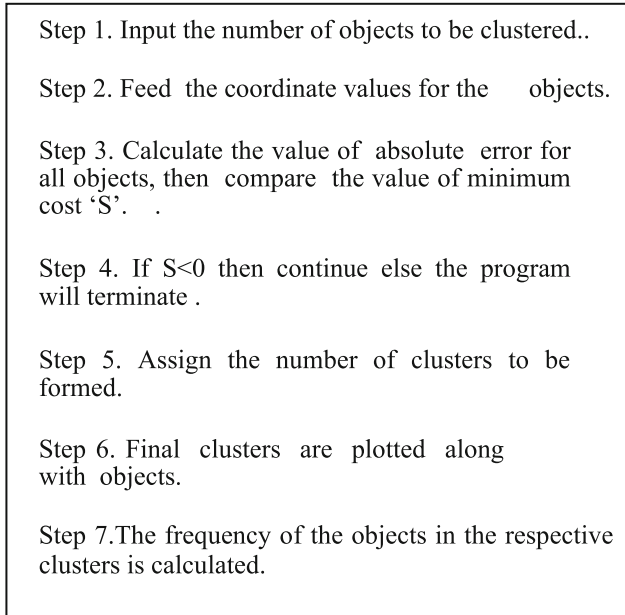 Step 1. Input the number of objects to be clustered..
Step 2. Feed the coordinate values for the objects.
Step 3. Calculate the value of absolute error for
all objects, then compare the value of minimum
cost ‘S’. .
Step 4. If S<0 then continue else the program
will terminate .
Step 5. Assign the number of clusters to be
formed.
Step 6. Final clusters are plotted along
with objects.
Step 7.The frequency of the objects in the respective
clusters is calculated.